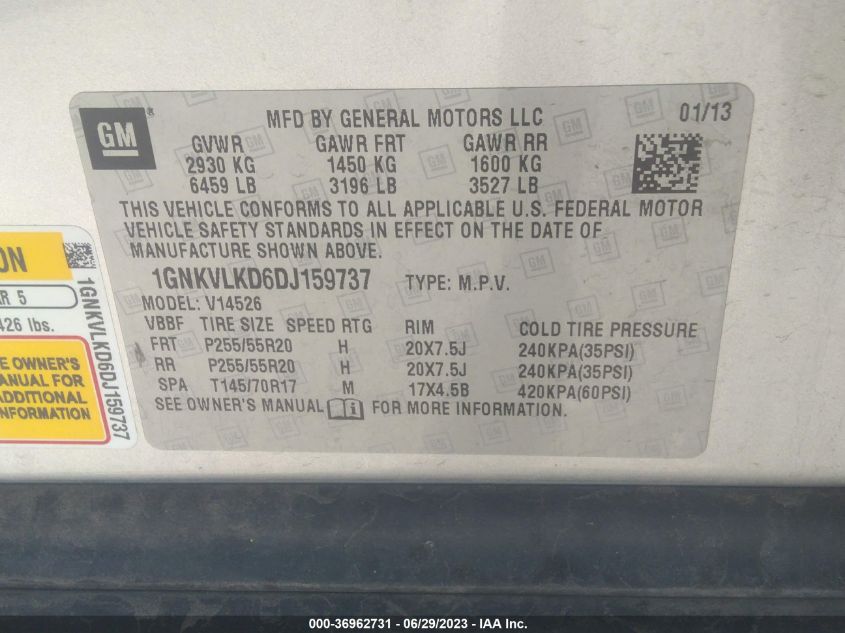 GM
MFD BY GENERAL MOTORS LLC 01/13
GVWR GAWR FRT GAWR RR
2930 KG 1450 KG 1600 KG
6459 LB 3196 LB 3527 LB
THIS VEHICLE CONFORMS TO ALL APPLICABLE U.S. FEDERAL MOTOR
VEHICLE SAFETY STANDARDS IN EFFECT ON THE DATE OF
MANUFACTURE SHOWN ABOVE.
1GNKVLKD6DJ159737 TYPE: M.P.V.
MODEL: V14526
VBBF TIRE SIZE SPEED RTG RIM COLD TIRE PRESSURE
FRT P255/55R20 H 20X7.5J 240KPA(35PSI)
RR P255/55R20 H 20X7.5J 240KPA(35PSI)
SPA T145/70R17 M 17X4.5B 420KPA(60PSI)
SEE OWNER'S MANUAL i FOR MORE INFORMATION.
ON
R 5
426 lbs.
E OWNER'S
MANUAL FOR
ADDITIONAL
INFORMATION
1GNKVLKD6DJ159737
000-36962731 - 06/29/2023 - IAA Inc.